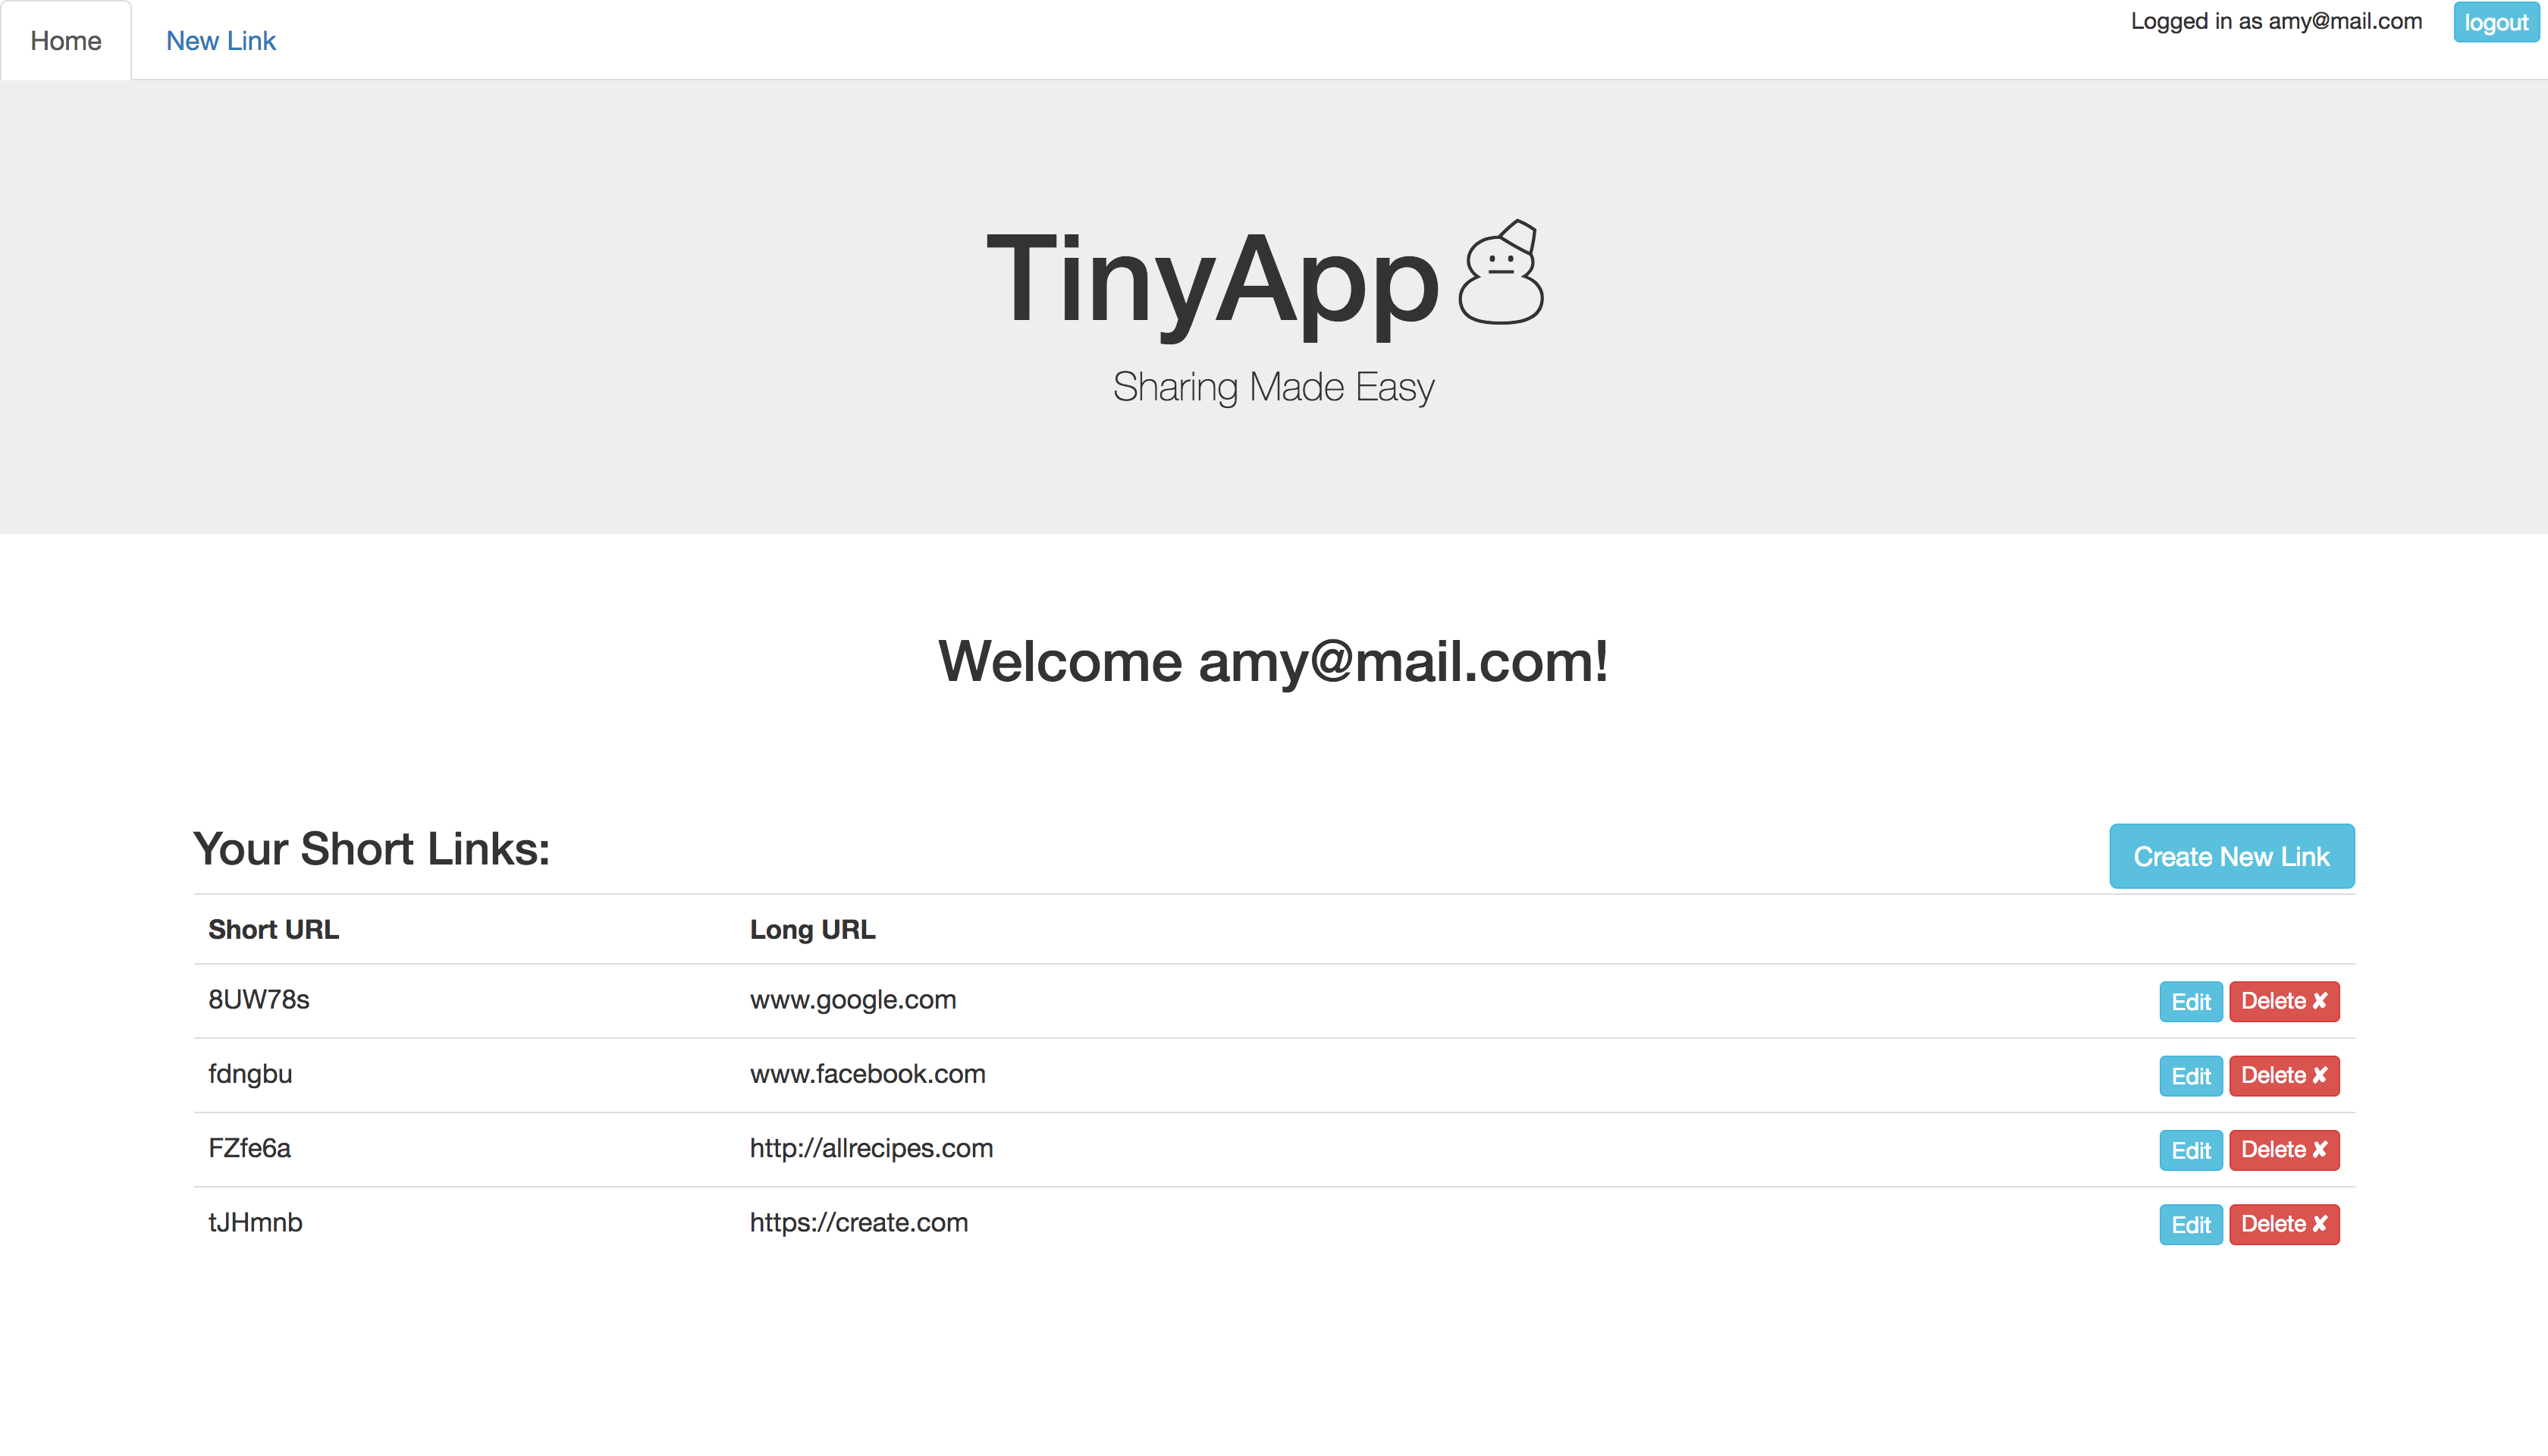 Home New Link Logged in as amy@mail.com logout
TinyApp
Sharing Made Easy
Welcome amy@mail.com!
Your Short Links: Create New Link
Short URL Long URL
8UW78s www.google.com Edit Delete ✘
fdngbu www.facebook.com Edit Delete ✘
FZfe6a http://allrecipes.com Edit Delete ✘
tJHmnb https://create.com Edit Delete ✘